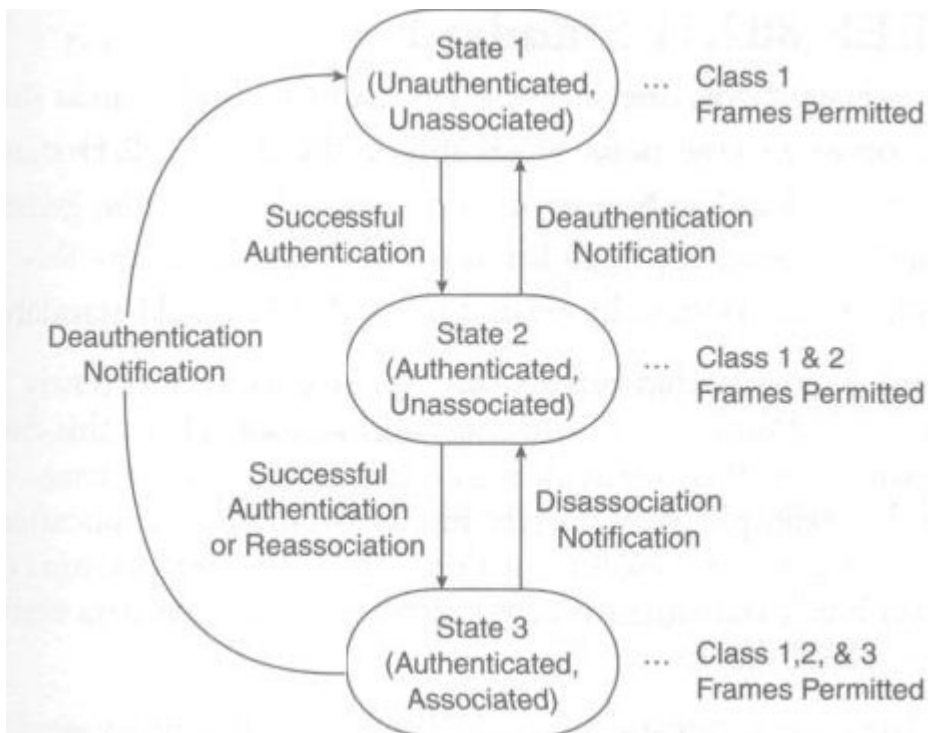 State 1
(Unauthenticated,
Unassociated)
... Class 1
Frames Permitted
Successful
Authentication
Deauthentication
Notification
Deauthentication
Notification
State 2
(Authenticated,
Unassociated)
... Class 1 & 2
Frames Permitted
Successful
Authentication
or Reassociation
Disassociation
Notification
State 3
(Authenticated,
Associated)
... Class 1,2, & 3
Frames Permitted